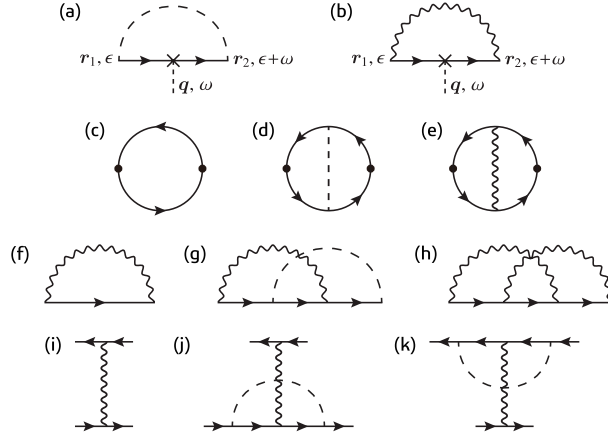 (a) (b)
r₁, ϵ r₂, ϵ+ω r₁, ϵ r₂, ϵ+ω
q, ω q, ω
(c) (d) (e)
(f) (g) (h)
(i) (j) (k)